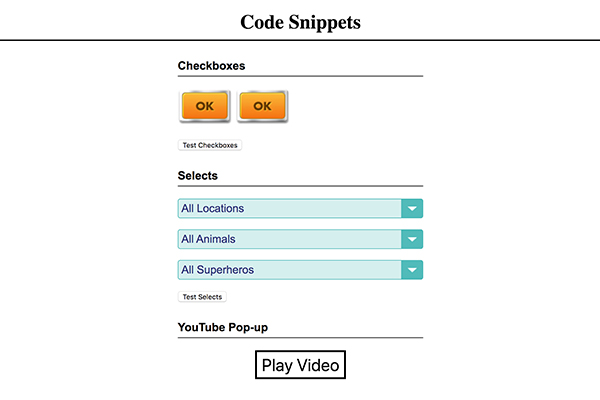 Code Snippets
Checkboxes
OK OK
Test Checkboxes
Selects
All Locations
All Animals
All Superheros
Test Selects
YouTube Pop-up
Play Video